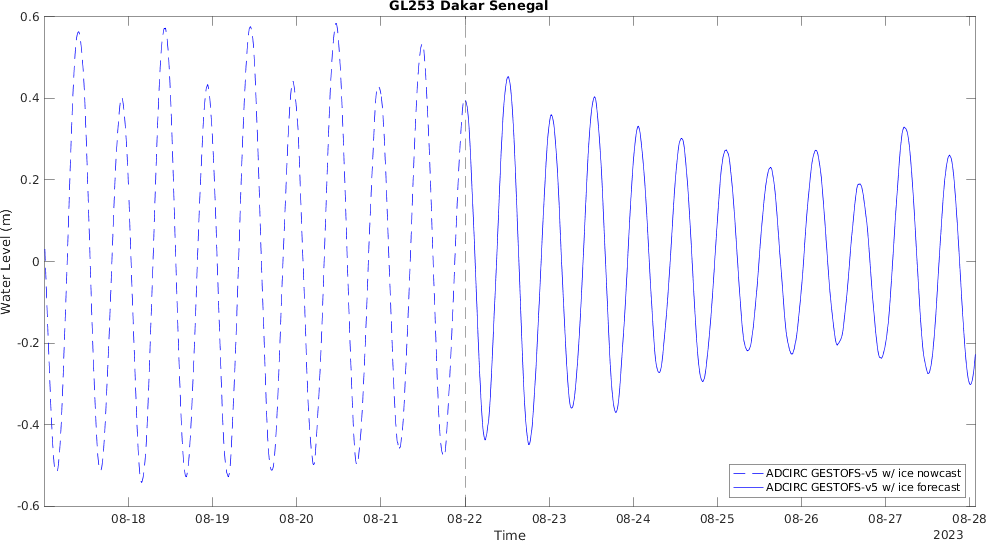 GL253 Dakar Senegal
0.6
0.4
0.2
0
-0.2
-0.4
-0.6
Water Level (m)
ADCIRC GESTOFS-v5 w/ ice nowcast
ADCIRC GESTOFS-v5 w/ ice forecast
08-18 08-19 08-20 08-21 08-22 08-23 08-24 08-25 08-26 08-27 08-28
Time
2023